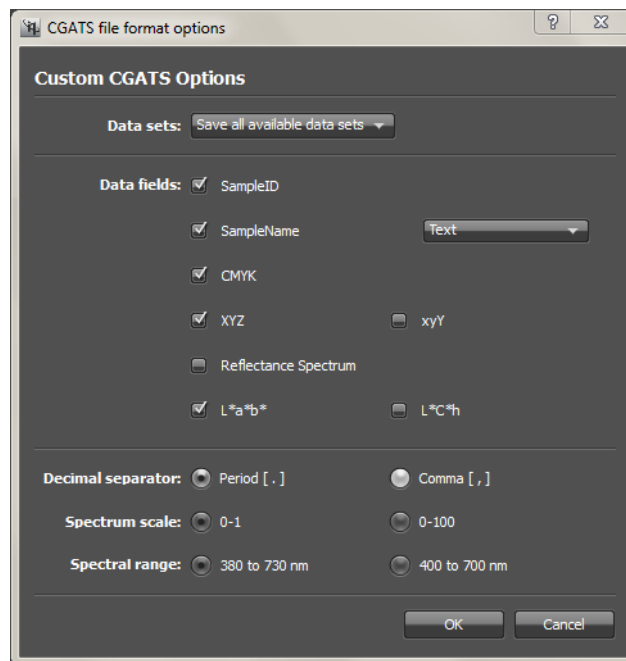 CGATS file format options
Custom CGATS Options
Data sets: Save all available data sets
Data fields: SampleID
SampleName Text
CMYK
XYZ xyY
Reflectance Spectrum
L*a*b* L*C*h
Decimal separator: Period [ . ] Comma [ , ]
Spectrum scale: 0-1 0-100
Spectral range: 380 to 730 nm 400 to 700 nm
OK Cancel